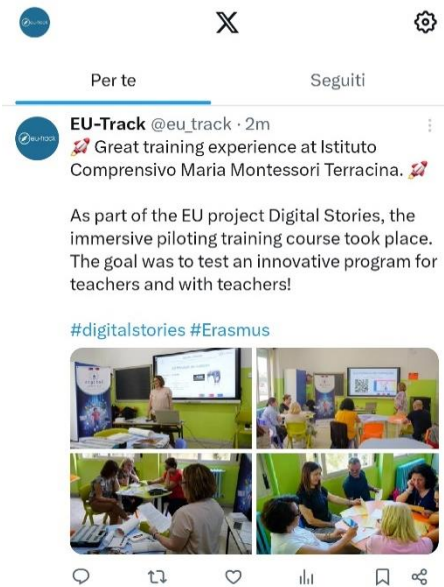 Per te
Seguiti
EU-Track @eu_track · 2m
🚀 Great training experience at Istituto
Comprensivo Maria Montessori Terracina. 🚀
As part of the EU project Digital Stories, the
immersive piloting training course took place.
The goal was to test an innovative program for
teachers and with teachers!
#digitalstories #Erasmus
digital